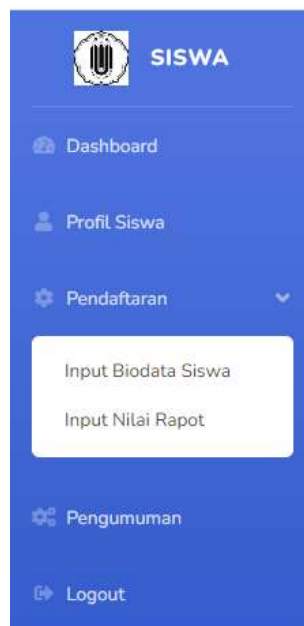 SISWA
Dashboard
Profil Siswa
Pendaftaran
Input Biodata Siswa
Input Nilai Rapot
Pengumuman
Logout